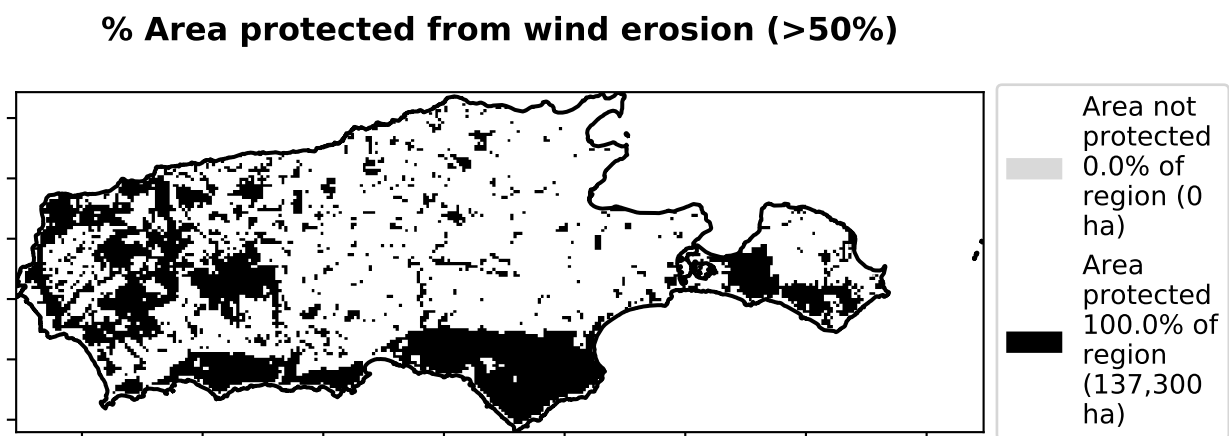 % Area protected from wind erosion (>50%)
Area not
protected
0.0% of
region (0
ha)
Area
protected
100.0% of
region
(137,300
ha)